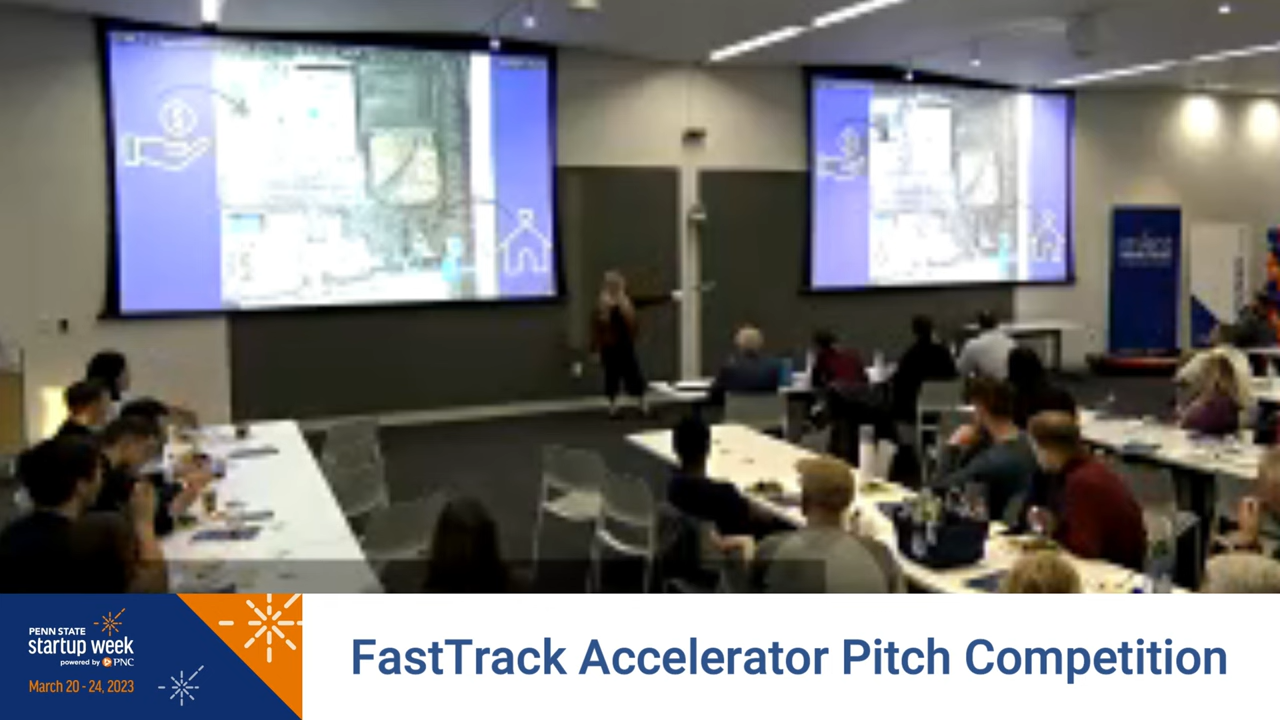 PENN STATE
startup week
powered by PNC
March 20 - 24, 2023
FastTrack Accelerator Pitch Competition